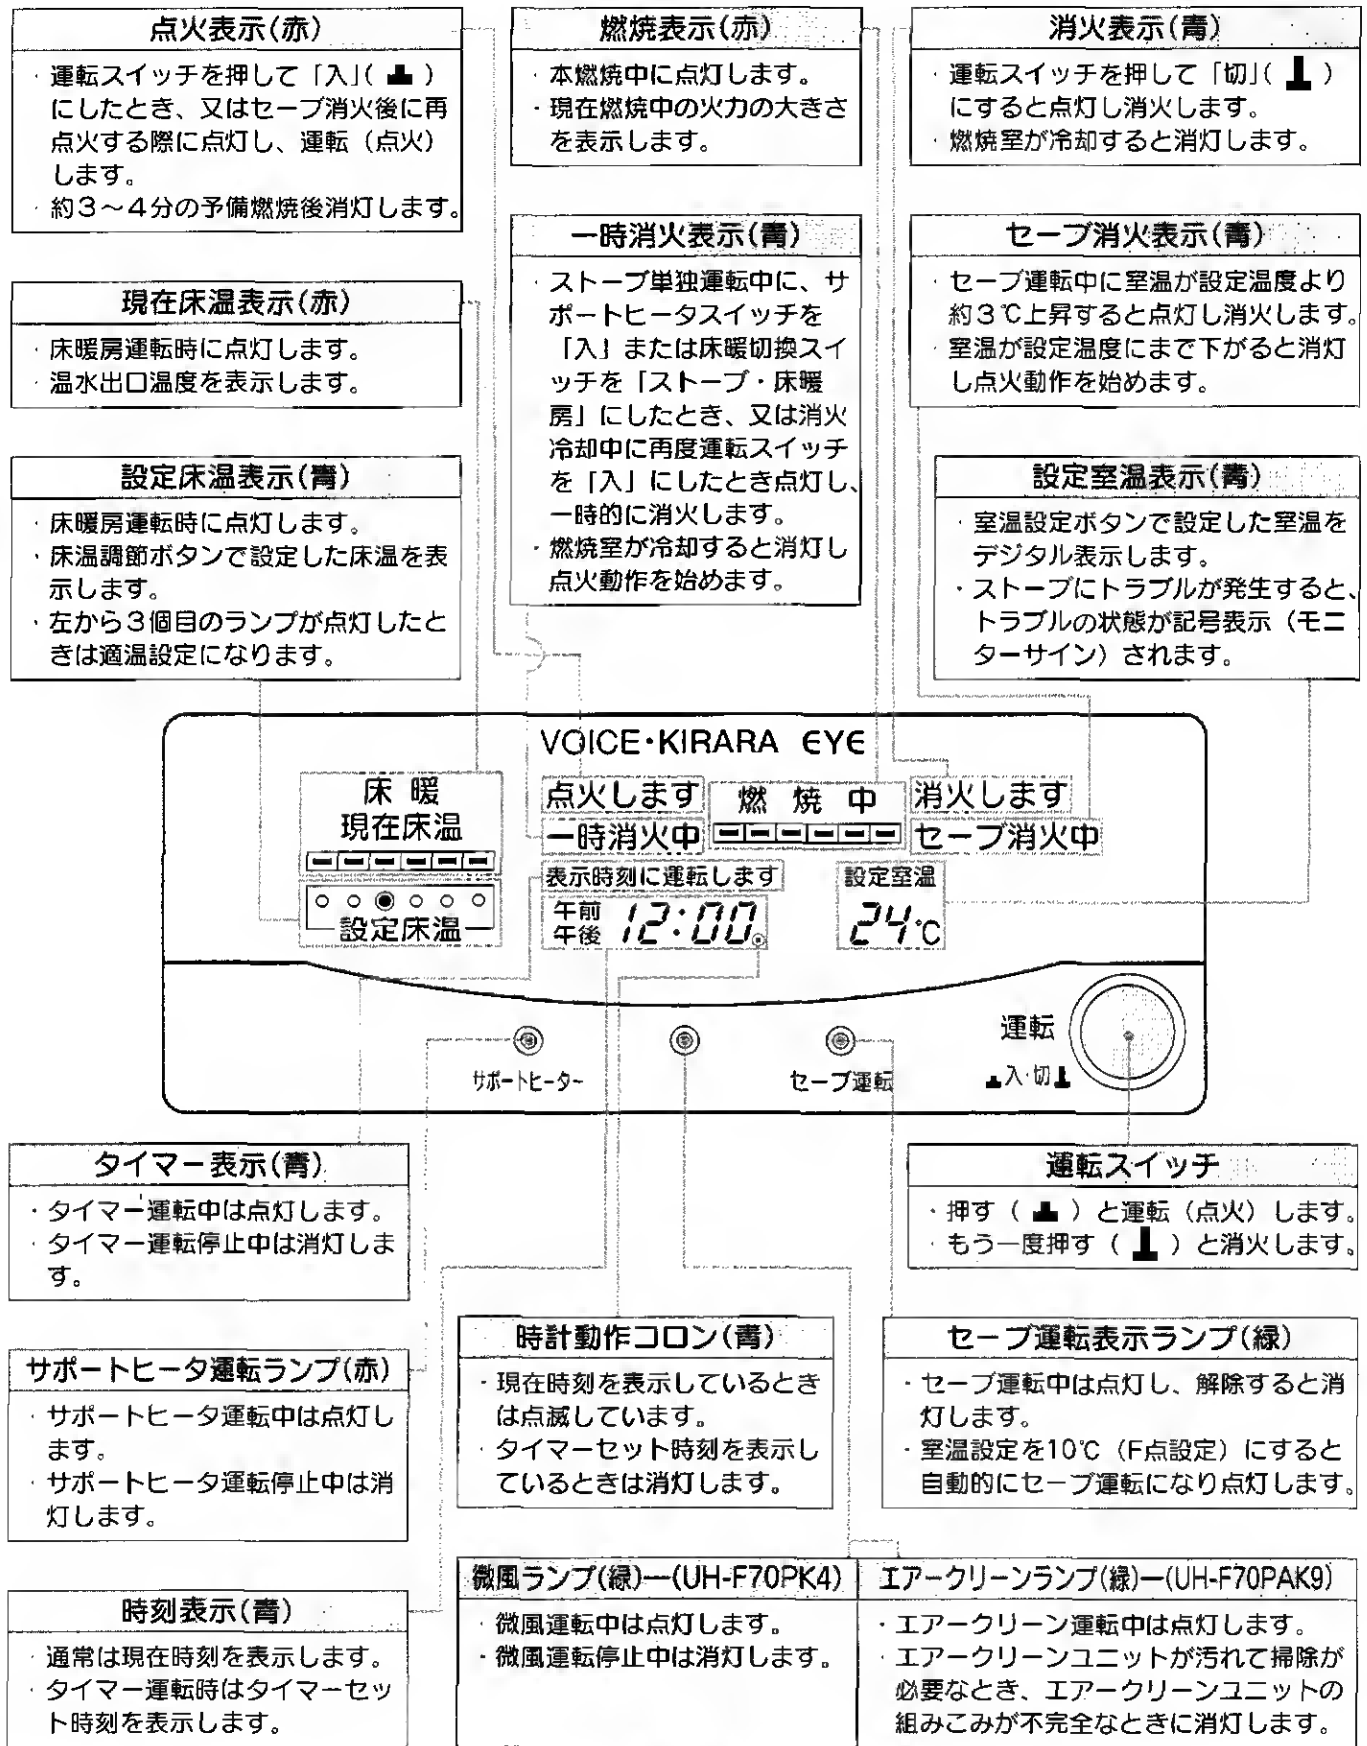 点火表示(赤)
・運転スイッチを押して「入」( )
にしたとき、又はセーブ消火後に再
点火する際に点灯し、運転（点火）
します。
・約3～4分の予備燃焼後消灯します。
燃焼表示(赤)
・本燃焼中に点灯します。
・現在燃焼中の火力の大きさ
を表示します。
消火表示(青)
・運転スイッチを押して「切」( )
にすると点灯し消火します。
・燃焼室が冷却すると消灯します。
現在床温表示(赤)
・床暖房運転時に点灯します。
・温水出口温度を表示します。
一時消火表示(青)
・ストーブ単独運転中に、サ
ポートヒータスイッチを
「入」または床暖切換スイ
ッチを「ストーブ・床暖
房」にしたとき、又は消火
冷却中に再度運転スイッチ
を「入」にしたとき点灯し、
一時的に消火します。
・燃焼室が冷却すると消灯し
点火動作を始めます。
セーブ消火表示(青)
・セーブ運転中に室温が設定温度より
約3℃上昇すると点灯し消火します。
・室温が設定温度にまで下がると消灯
し点火動作を始めます。
設定床温表示(青)
・床暖房運転時に点灯します。
・床温調節ボタンで設定した床温を表
示します。
・左から3個目のランプが点灯したと
きは適温設定になります。
設定室温表示(青)
・室温設定ボタンで設定した室温を
デジタル表示します。
・ストーブにトラブルが発生すると、
トラブルの状態が記号表示（モニ
ターサイン）されます。
VOICE・KIRARA EYE
床 暖
現在床温
設定床温
点火します
燃 焼 中
消火します
一時消火中
セーブ消火中
表示時刻に運転します
設定室温
午前
午後
12:00
24℃
サポートヒーター
セーブ運転
運転
入・切
タイマー表示(青)
・タイマー運転中は点灯します。
・タイマー運転停止中は消灯しま
す。
運転スイッチ
・押す（ ）と運転（点火）します。
・もう一度押す（ ）と消火します。
サポートヒータ運転ランプ(赤)
・サポートヒータ運転中は点灯し
ます。
・サポートヒータ運転停止中は消
灯します。
時計動作コロン(青)
・現在時刻を表示しているとき
は点滅しています。
・タイマーセット時刻を表示し
ているときは消灯します。
セーブ運転表示ランプ(緑)
・セーブ運転中は点灯し、解除すると消
灯します。
・室温設定を10℃（F点設定）にすると
自動的にセーブ運転になり点灯します。
時刻表示(青)
・通常は現在時刻を表示します。
・タイマー運転時はタイマーセッ
ト時刻を表示します。
微風ランプ(緑)―(UH-F70PK4)
・微風運転中は点灯します。
・微風運転停止中は消灯します。
エアークリーンランプ(緑)―(UH-F70PAK9)
・エアークリーン運転中は点灯します。
・エアークリーンユニットが汚れて掃除が
必要なとき、エアークリーンユニットの
組みこみが不完全なときに消灯します。